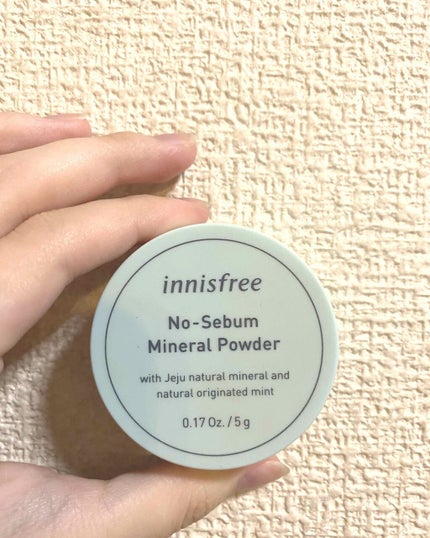 innisfree
No-Sebum
Mineral Powder
with Jeju natural mineral and
natural originated mint
0.17 Oz. / 5 g